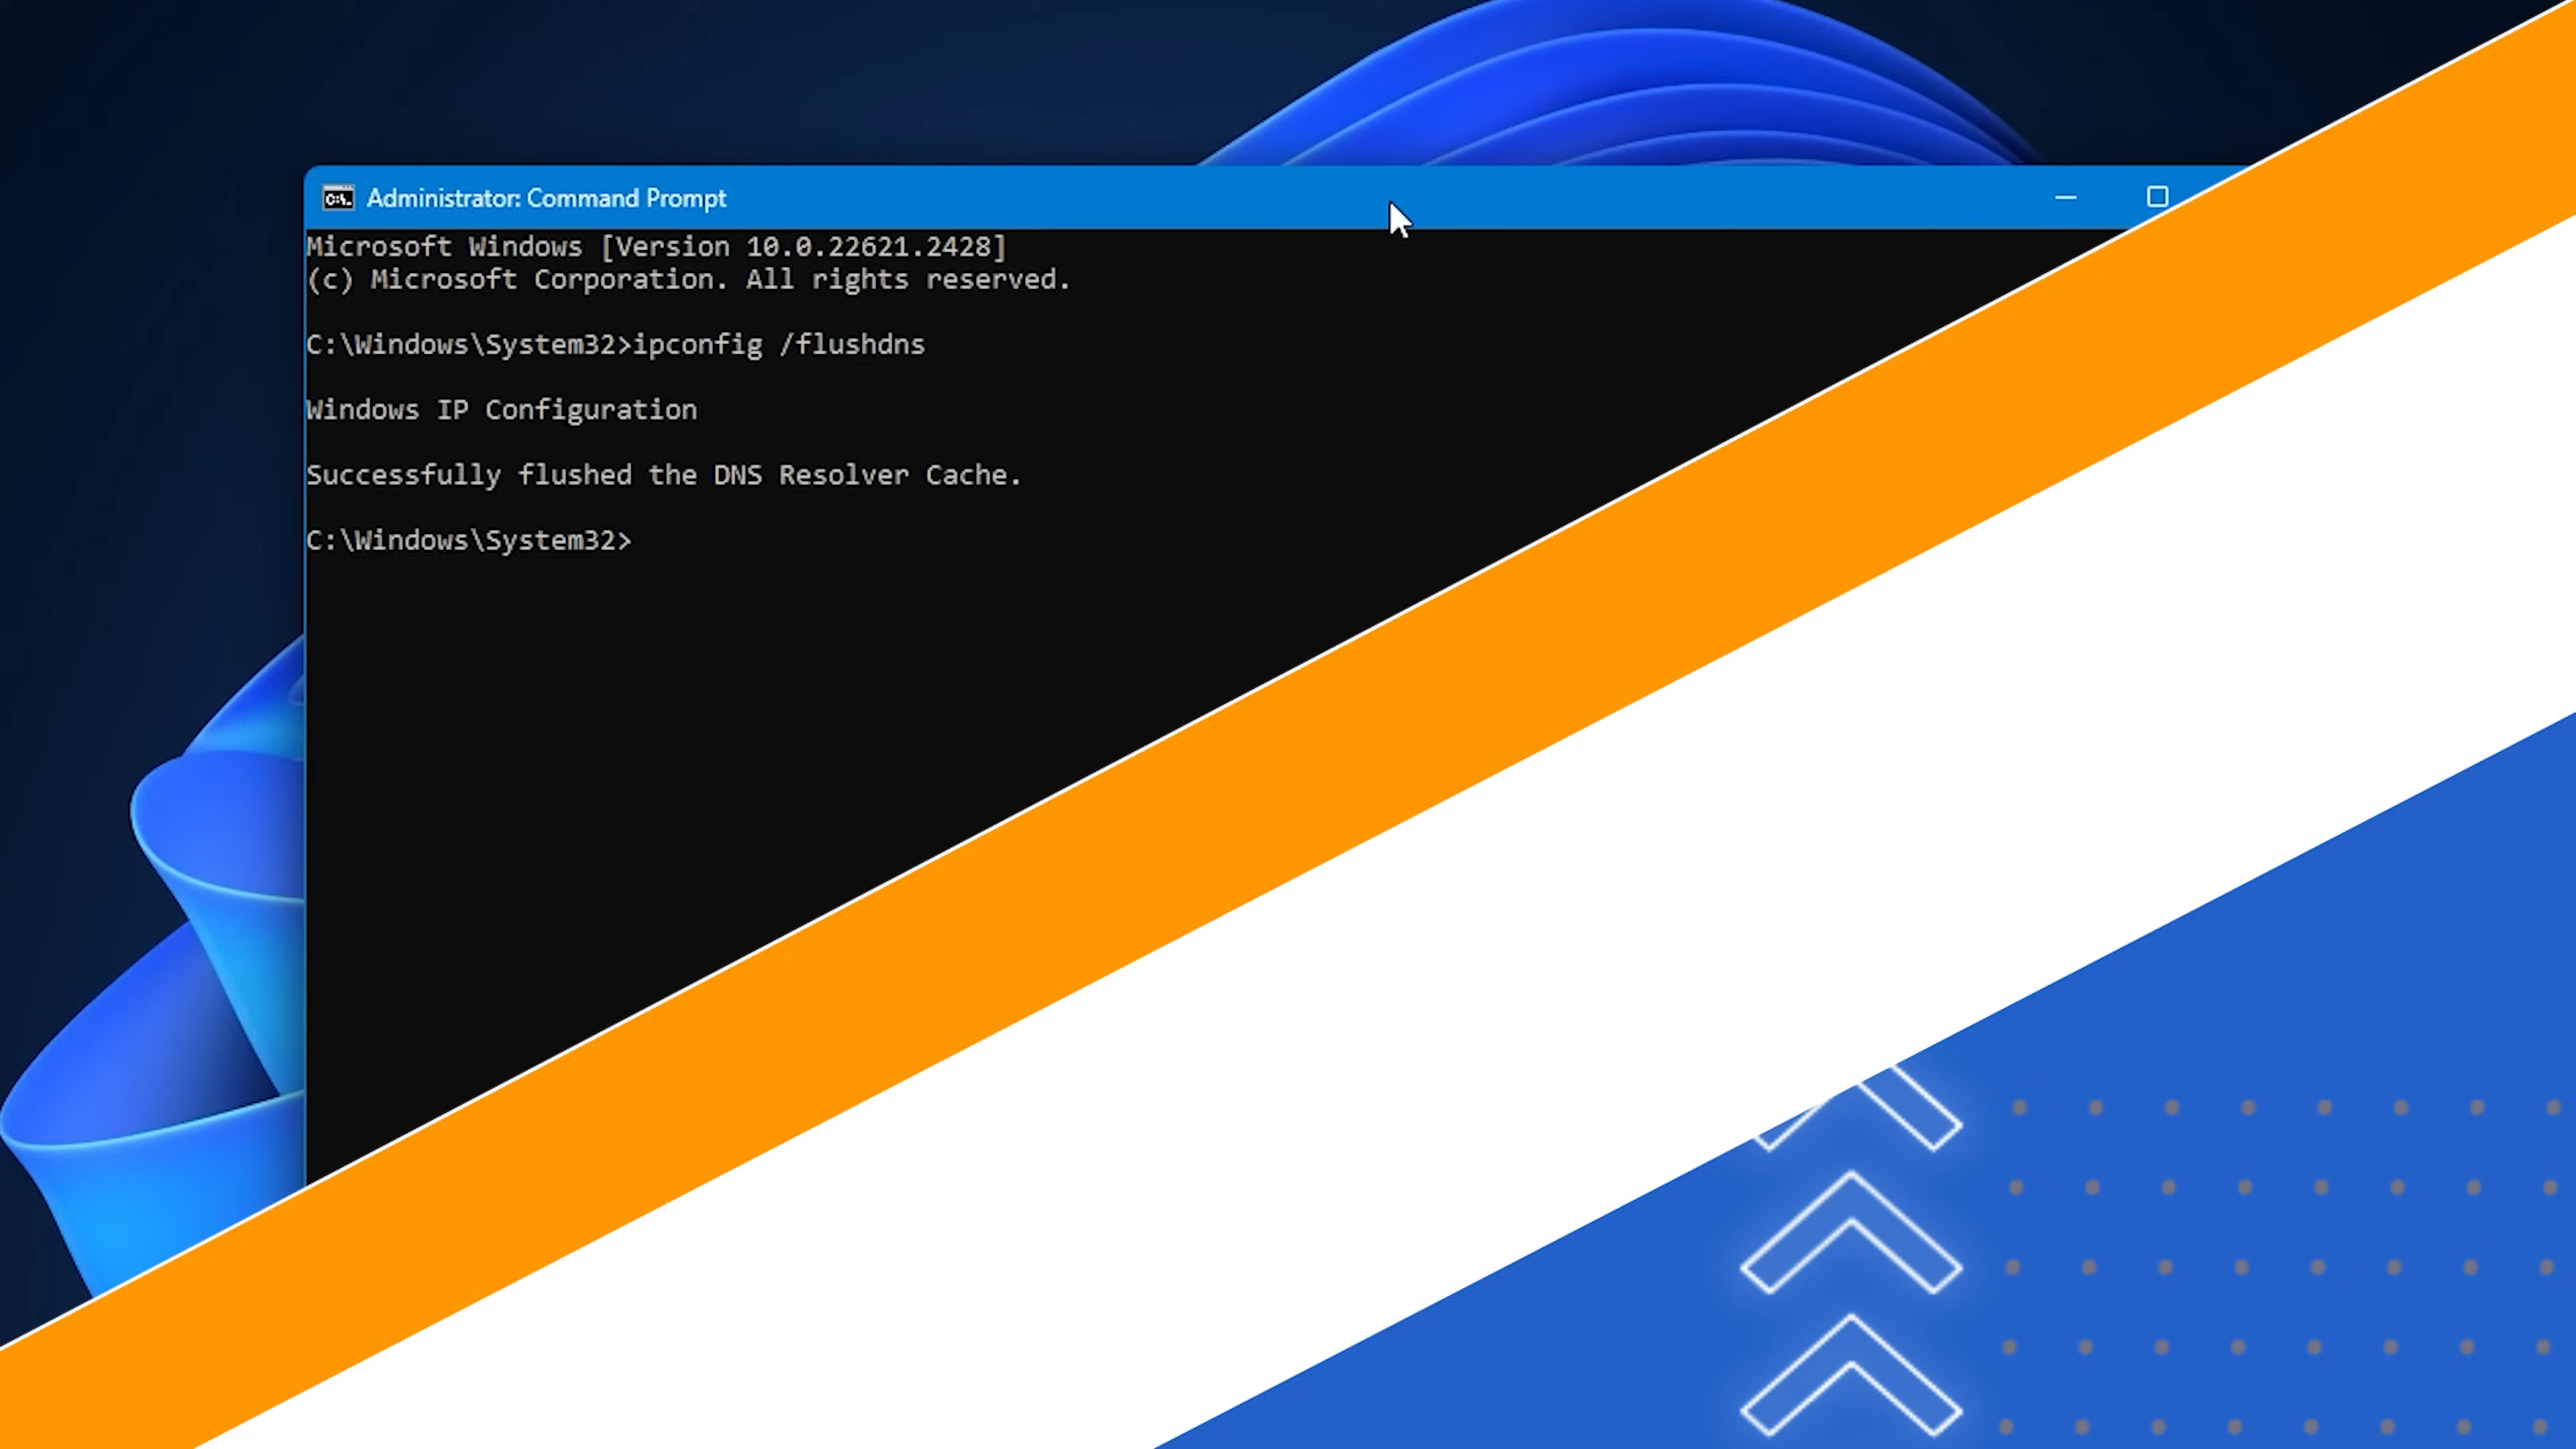 Administrator: Command Prompt
Microsoft Windows [Version 10.0.22621.2428]
(c) Microsoft Corporation. All rights reserved.
C:\Windows\System32>ipconfig /flushdns
Windows IP Configuration
Successfully flushed the DNS Resolver Cache.
C:\Windows\System32>